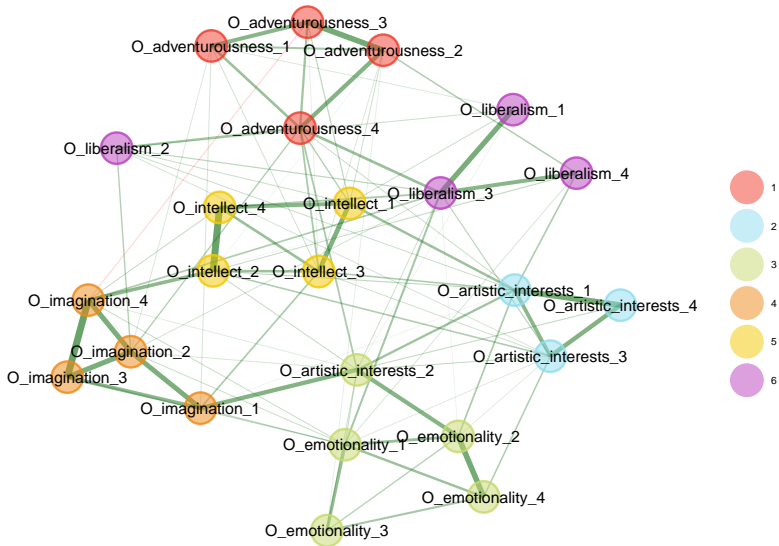 O_adventurousness_3
O_adventurousness_1
O_adventurousness_2
O_liberalism_1
O_adventurousness_4
O_liberalism_2
O_liberalism_4
O_liberalism_3
O_intellect_1
O_intellect_4
O_intellect_2
O_intellect_3
O_artistic_interests_1
O_artistic_interests_4
O_imagination_4
O_imagination_2
O_artistic_interests_3
O_artistic_interests_2
O_imagination_3
O_imagination_1
O_emotionality_1
O_emotionality_2
O_emotionality_4
O_emotionality_3
1
2
3
4
5
6